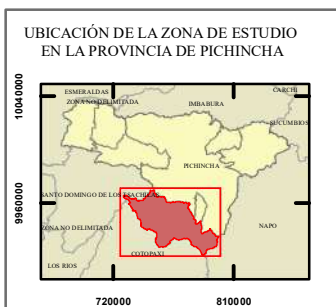 UBICACIÓN DE LA ZONA DE ESTUDIO
EN LA PROVINCIA DE PICHINCHA
10040000
9960000
ESMERALDAS
CARCHI
ZONA NO DELIMITADA
IMBABURA
SUCUMBIOS
PICHINCHA
SANTO DOMINGO DE LOS TSACHILAS
ZONA NO DELIMITADA
NAPO
COTOPAXI
LOS RIOS
720000
810000